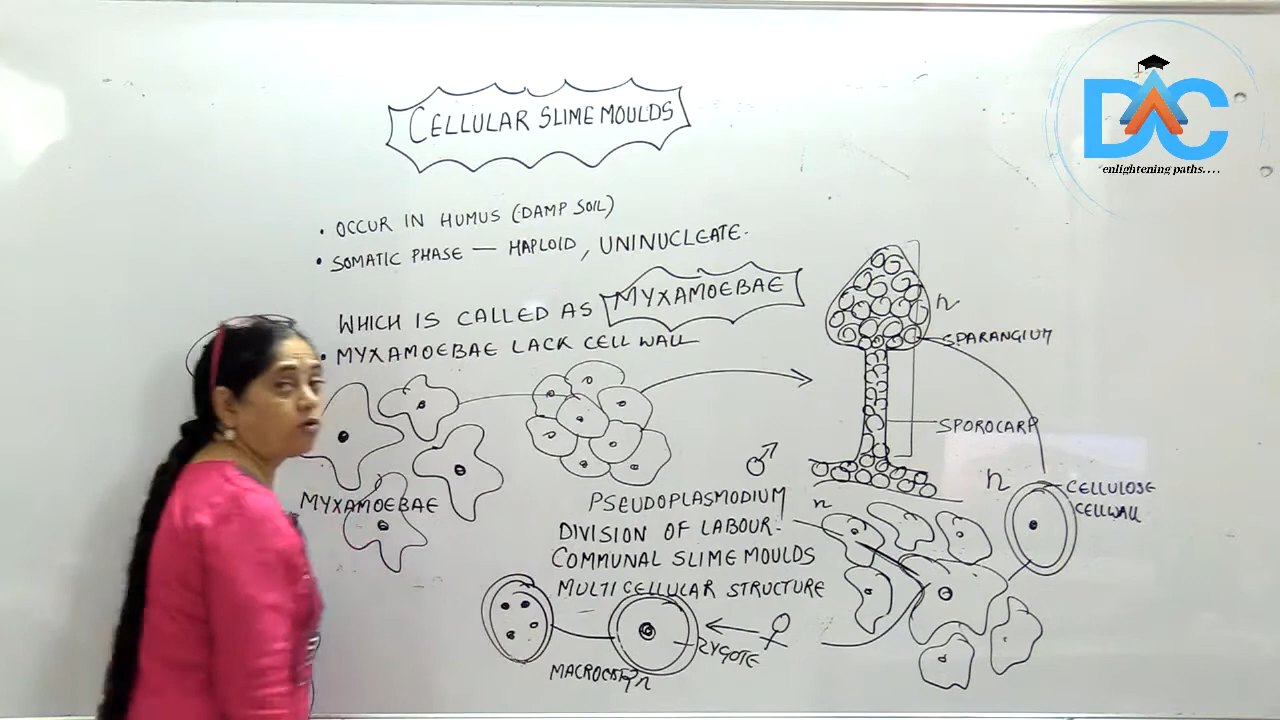 CELLULAR SLIME MOULDS
DAC
enlightening paths....
• OCCUR IN HUMUS (DAMP SOIL)
• SOMATIC PHASE — HAPLOID, UNINUCLEATE.
WHICH IS CALLED AS MYXAMOEBAE
• MYXAMOEBAE LACK CELL WALL
n
SPARANGIUM
SPOROCARP
n
CELLULOSE
CELLWALL
MYXAMOEBAE
PSEUDOPLASMODIUM
n
DIVISION OF LABOUR.
COMMUNAL SLIME MOULDS
MULTICELLULAR STRUCTURE
ZYGOTE